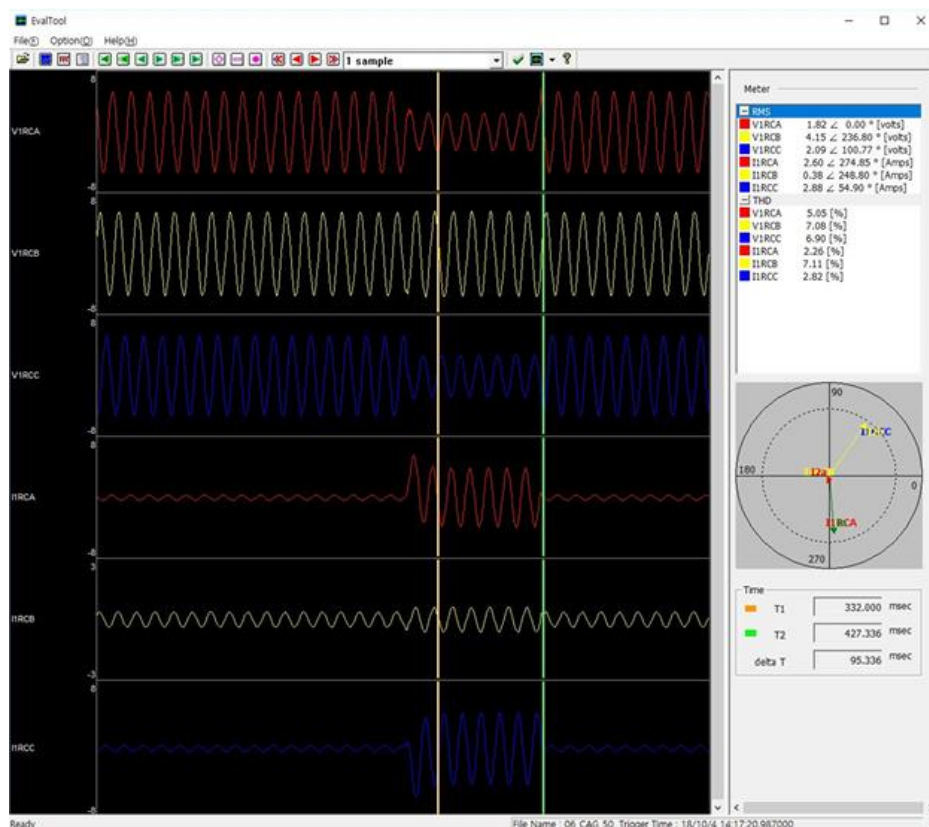 EvalTool
File(F) Option(O) Help(H)
1 sample
8
V1RCA
-8
8
V1RCB
-8
8
V1RCC
-8
8
I1RCA
-8
3
I1RCB
-3
8
I1RCC
-8
Meter
RMS
V1RCA 1.82 ∠ 0.00 ° [volts]
V1RCB 4.15 ∠ 236.80 ° [volts]
V1RCC 2.09 ∠ 100.77 ° [volts]
I1RCA 2.60 ∠ 274.85 ° [Amps]
I1RCB 0.38 ∠ 248.80 ° [Amps]
I1RCC 2.88 ∠ 54.90 ° [Amps]
THD
V1RCA 5.05 [%]
V1RCB 7.08 [%]
V1RCC 6.90 [%]
I1RCA 2.26 [%]
I1RCB 7.11 [%]
I1RCC 2.82 [%]
90
180
0
I1RCA
270
Time
T1 332.000 msec
T2 427.336 msec
delta T 95.336 msec
Ready
File Name : 06_CAG_50, Trigger Time : 18/10/4 14:17:20.987000